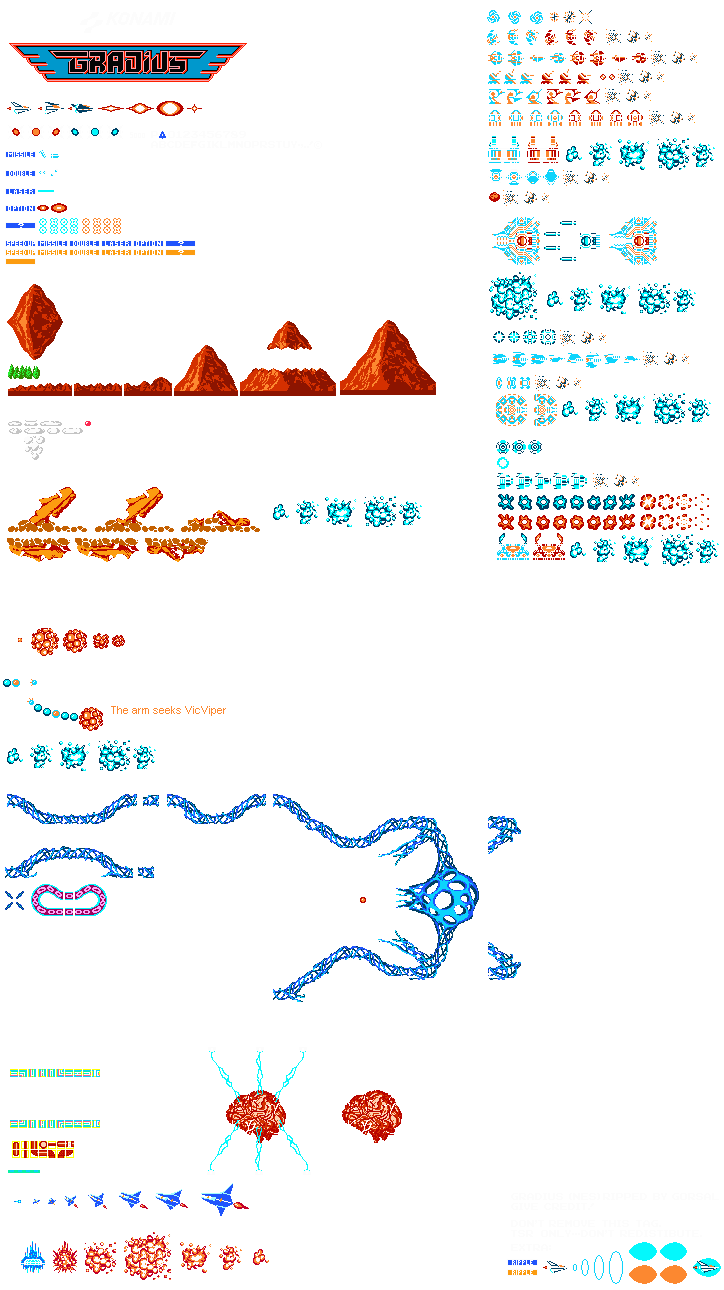 GRADIUS
MISSILE
DOUBLE
LASER
OPTION
?
SPEEDUP MISSILE DOUBLE LASER OPTION ?
SPEEDUP MISSILE DOUBLE LASER OPTION ?
The arm seeks VicViper
RIPPLE
RIPPLE